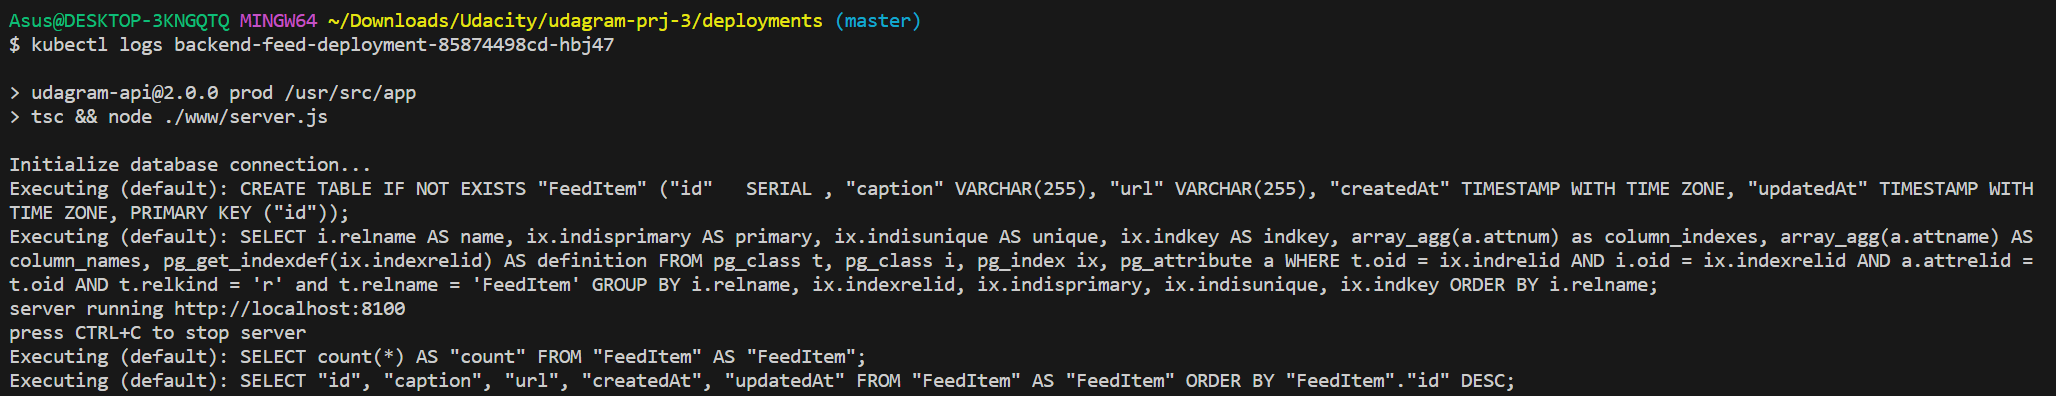 Asus@DESKTOP-3KNGQTQ MINGW64 ~/Downloads/Udacity/udagram-prj-3/deployments (master)
$ kubectl logs backend-feed-deployment-85874498cd-hbj47
> udagram-api@2.0.0 prod /usr/src/app
> tsc && node ./www/server.js
Initialize database connection...
Executing (default): CREATE TABLE IF NOT EXISTS "FeedItem" ("id"   SERIAL , "caption" VARCHAR(255), "url" VARCHAR(255), "createdAt" TIMESTAMP WITH TIME ZONE, "updatedAt" TIMESTAMP WITH
TIME ZONE, PRIMARY KEY ("id"));
Executing (default): SELECT i.relname AS name, ix.indisprimary AS primary, ix.indisunique AS unique, ix.indkey AS indkey, array_agg(a.attnum) as column_indexes, array_agg(a.attname) AS
column_names, pg_get_indexdef(ix.indexrelid) AS definition FROM pg_class t, pg_class i, pg_index ix, pg_attribute a WHERE t.oid = ix.indrelid AND i.oid = ix.indexrelid AND a.attrelid =
t.oid AND t.relkind = 'r' and t.relname = 'FeedItem' GROUP BY i.relname, ix.indexrelid, ix.indisprimary, ix.indisunique, ix.indkey ORDER BY i.relname;
server running http://localhost:8100
press CTRL+C to stop server
Executing (default): SELECT count(*) AS "count" FROM "FeedItem" AS "FeedItem";
Executing (default): SELECT "id", "caption", "url", "createdAt", "updatedAt" FROM "FeedItem" AS "FeedItem" ORDER BY "FeedItem"."id" DESC;